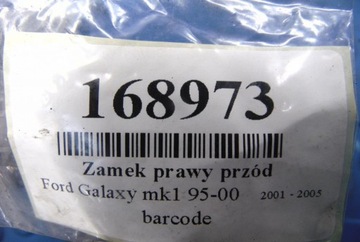 168973
Zamek prawy przód
Ford Galaxy mk1 95-00 2001 - 2005
barcode